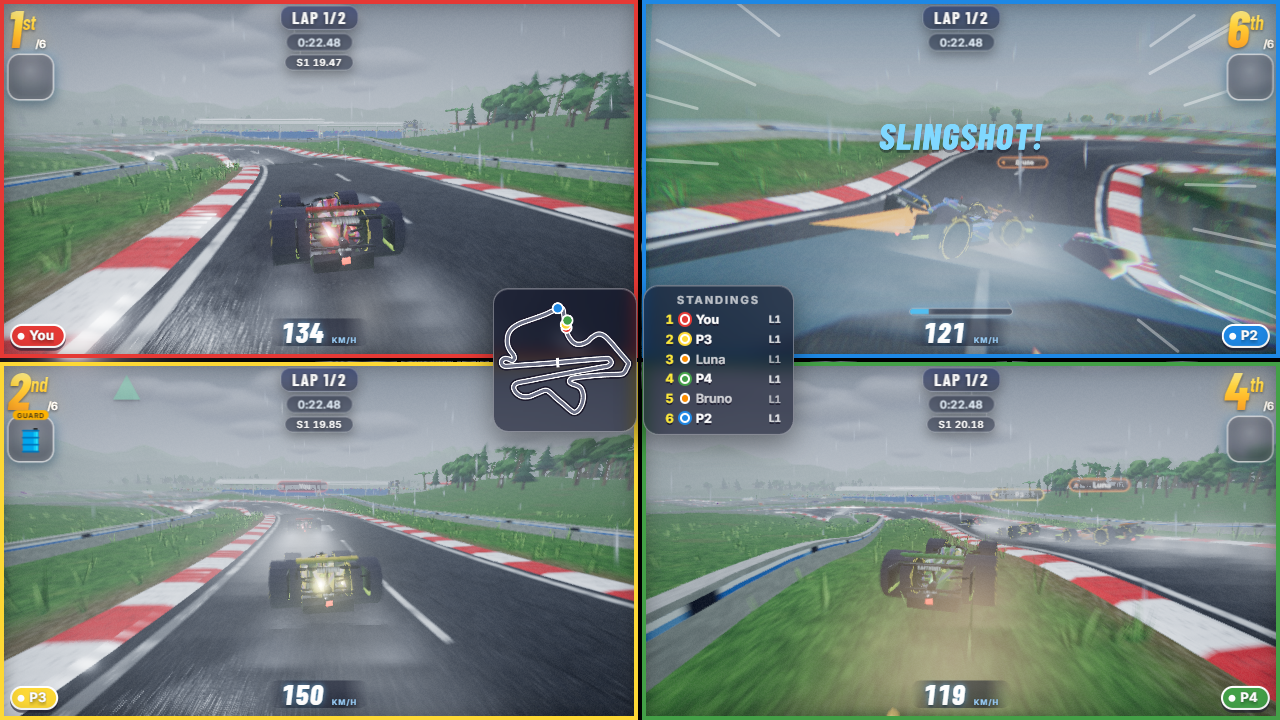 1st /6
LAP 1/2
0:22.48
S1 19.47
You
134 KM/H
6th /6
LAP 1/2
0:22.48
SLINGSHOT!
Bruno
121 KM/H
P2
STANDINGS
1 You L1
2 P3 L1
3 Luna L1
4 P4 L1
5 Bruno L1
6 P2 L1
2nd /6
GUARD
LAP 1/2
0:22.48
S1 19.85
P3
150 KM/H
4th /6
LAP 1/2
0:22.48
S1 20.18
Luna
119 KM/H
P4